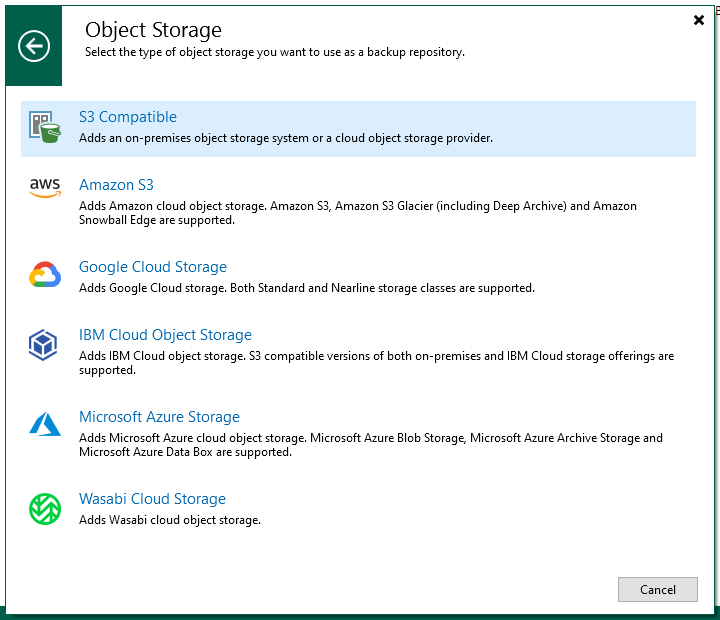 Object Storage
Select the type of object storage you want to use as a backup repository.
S3 Compatible
Adds an on-premises object storage system or a cloud object storage provider.
aws
Amazon S3
Adds Amazon cloud object storage. Amazon S3, Amazon S3 Glacier (including Deep Archive) and Amazon
Snowball Edge are supported.
Google Cloud Storage
Adds Google Cloud storage. Both Standard and Nearline storage classes are supported.
IBM Cloud Object Storage
Adds IBM Cloud object storage. S3 compatible versions of both on-premises and IBM Cloud storage offerings are
supported.
Microsoft Azure Storage
Adds Microsoft Azure cloud object storage. Microsoft Azure Blob Storage, Microsoft Azure Archive Storage and
Microsoft Azure Data Box are supported.
Wasabi Cloud Storage
Adds Wasabi cloud object storage.
Cancel